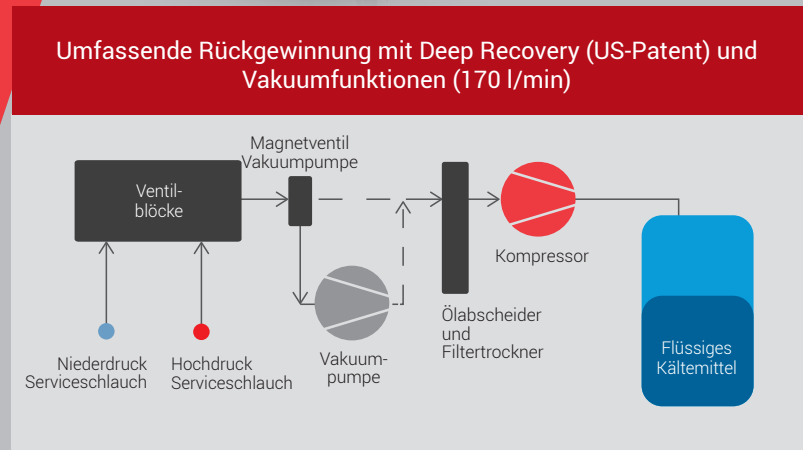 Umfassende Rückgewinnung mit Deep Recovery (US-Patent) und
Vakuumfunktionen (170 l/min)
Magnetventil
Vakuumpumpe
Ventil-
blöcke
Kompressor
Ölabscheider
und
Filtertrockner
Flüssiges
Kältemittel
Niederdruck
Serviceschlauch
Hochdruck
Serviceschlauch
Vakuum-
pumpe